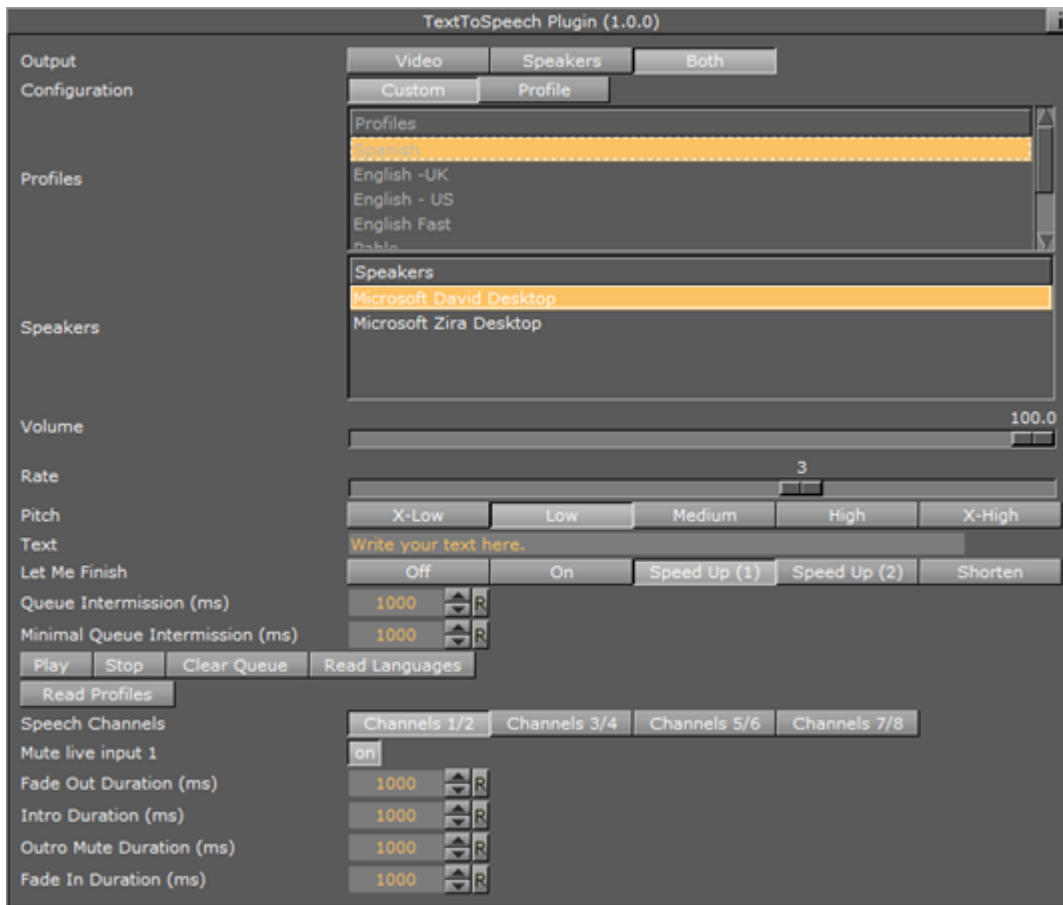 TextToSpeech Plugin (1.0.0)
Output Video Speakers Both
Configuration Custom Profile
Profiles
Spanish
English -UK
Profiles
English - US
English Fast
Pablo
Speakers
Microsoft David Desktop
Speakers
Microsoft Zira Desktop
Volume 100.0
Rate 3
Pitch X-Low Low Medium High X-High
Text Write your text here.
Let Me Finish Off On Speed Up (1) Speed Up (2) Shorten
Queue Intermission (ms) 1000 R
Minimal Queue Intermission (ms) 1000 R
Play Stop Clear Queue Read Languages
Read Profiles
Speech Channels Channels 1/2 Channels 3/4 Channels 5/6 Channels 7/8
Mute live input 1 on
Fade Out Duration (ms) 1000 R
Intro Duration (ms) 1000 R
Outro Mute Duration (ms) 1000 R
Fade In Duration (ms) 1000 R